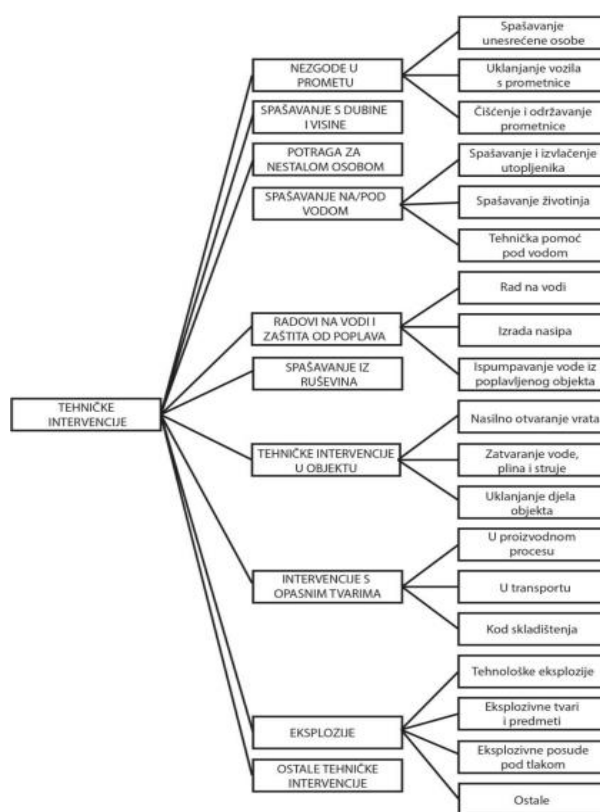 TEHNIČKE
INTERVENCIJE
NEZGODE U
PROMETU
Spašavanje
unesrećene osobe
Uklanjanje vozila
s prometnice
Čišćenje i održavanje
prometnice
SPAŠAVANJE S DUBINE
I VISINE
POTRAGA ZA
NESTALOM OSOBOM
SPAŠAVANJE NA/POD
VODOM
Spašavanje i izvlačenje
utopljenika
Spašavanje životinja
Tehnička pomoć
pod vodom
RADOVI NA VODI I
ZAŠTITA OD POPLAVA
Rad na vodi
Izrada nasipa
Ispumpavanje vode iz
poplavljenog objekta
SPAŠAVANJE IZ
RUŠEVINA
TEHNIČKE INTERVENCIJE
U OBJEKTU
Nasilno otvaranje vrata
Zatvaranje vode,
plina i struje
Uklanjanje djela
objekta
INTERVENCIJE S
OPASNIM TVARIMA
U proizvodnom
procesu
U transportu
Kod skladištenja
EKSPLOZIJE
Tehnološke eksplozije
Eksplozivne tvari
i predmeti
Eksplozivne posude
pod tlakom
Ostale
OSTALE TEHNIČKE
INTERVENCIJE